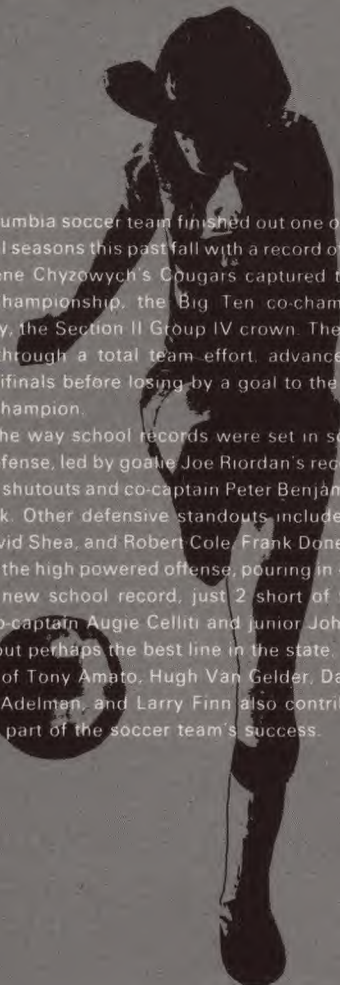 umbia soccer team finished out one o
l seasons this past fall with a record o
ene Chyzowych's Cougars captured t
hampionship, the Big Ten co-cham
y, the Section II Group IV crown. The
through a total team effort, advance
ifinals before losing by a goal to the
hampion.
he way school records were set in s
fense, led by goalie Joe Riordan's rec
shutouts and co-captain Peter Benjam
k. Other defensive standouts include
vid Shea, and Robert Cole. Frank Done
the high powered offense, pouring in
new school record, just 2 short of
o-captain Augie Celliti and junior Joh
out perhaps the best line in the state.
of Tony Amato, Hugh Van Gelder, Da
Adelman, and Larry Finn also contri
part of the soccer team's success.